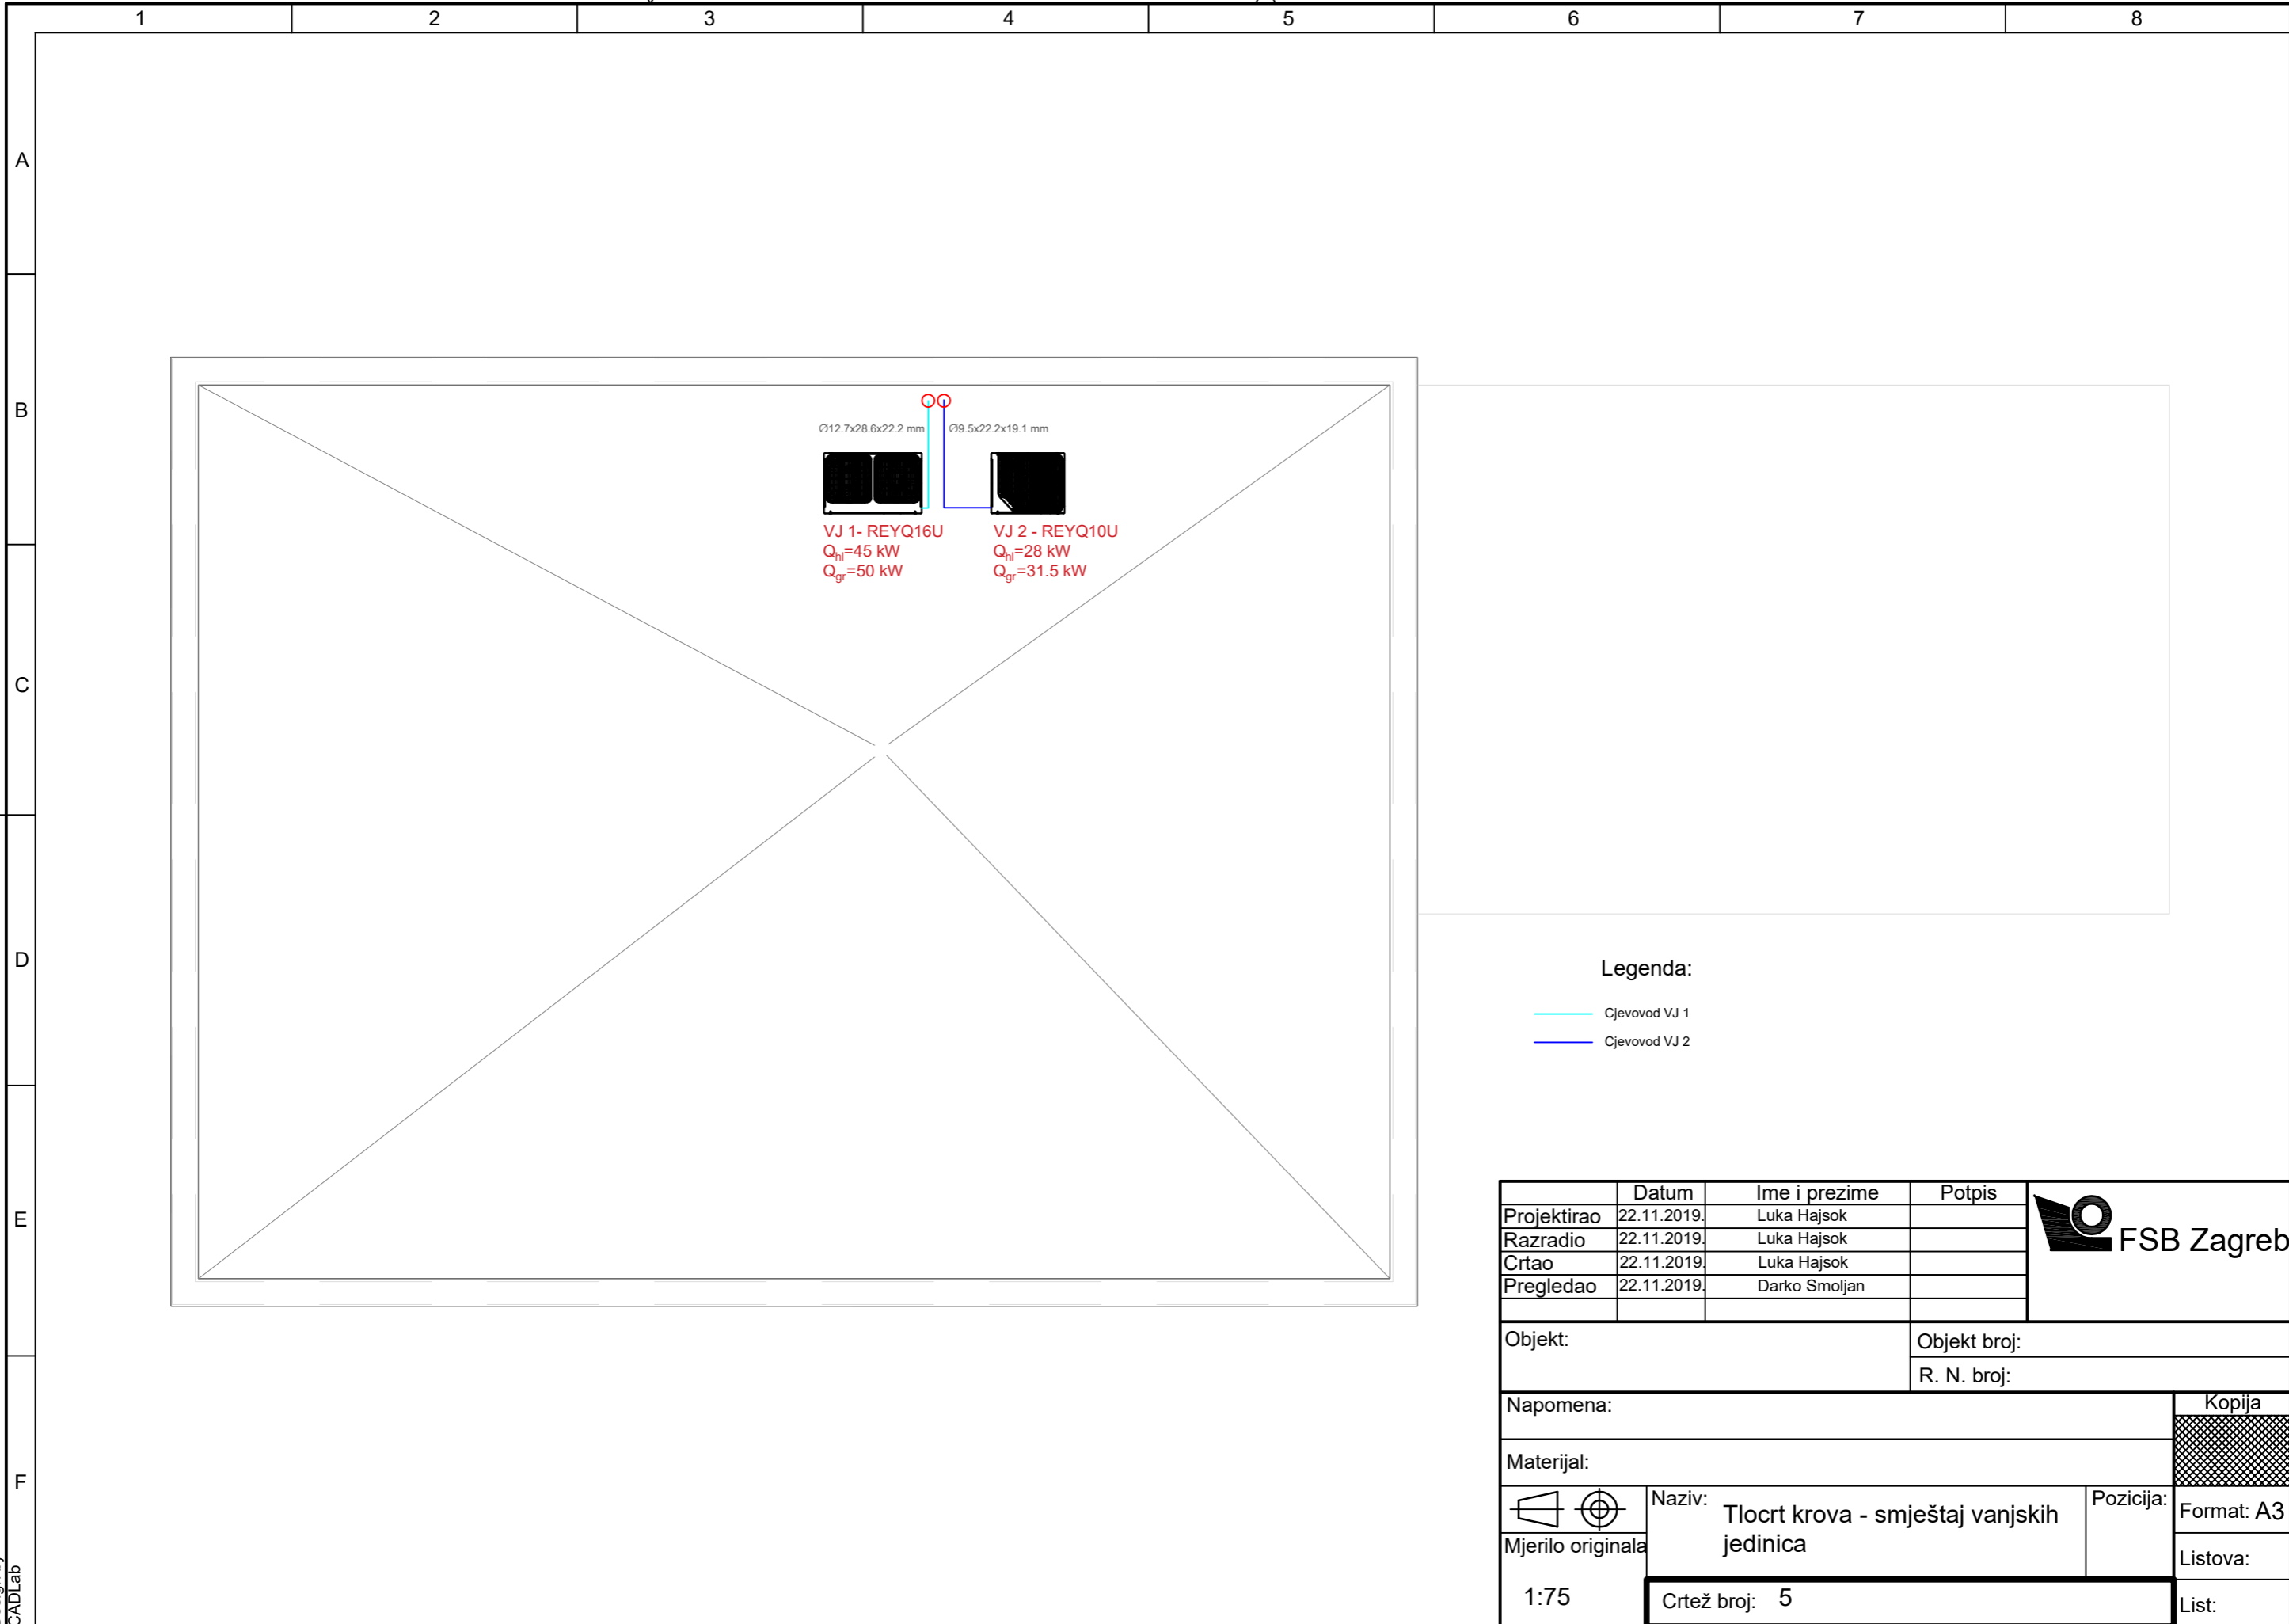 1 2 3 4 5 6 7 8
A
B
C
D
E
F
Ø12.7x28.6x22.2 mm
Ø9.5x22.2x19.1 mm
VJ 1- REYQ16U
Qhl=45 kW
Qgr=50 kW
VJ 2 - REYQ10U
Qhl=28 kW
Qgr=31.5 kW
Legenda:
Cjevovod VJ 1
Cjevovod VJ 2
Datum Ime i prezime Potpis
Projektirao 22.11.2019. Luka Hajsok
Razradio 22.11.2019. Luka Hajsok
Crtao 22.11.2019. Luka Hajsok
Pregledao 22.11.2019. Darko Smoljan
FSB Zagreb
Objekt:
Objekt broj:
R. N. broj:
Napomena:
Kopija
Materijal:
Naziv:
Tlocrt krova - smještaj vanjskih
jedinica
Pozicija:
Format: A3
Mjerilo originala
1:75
Listova:
Crtež broj: 5
List:
CADLab